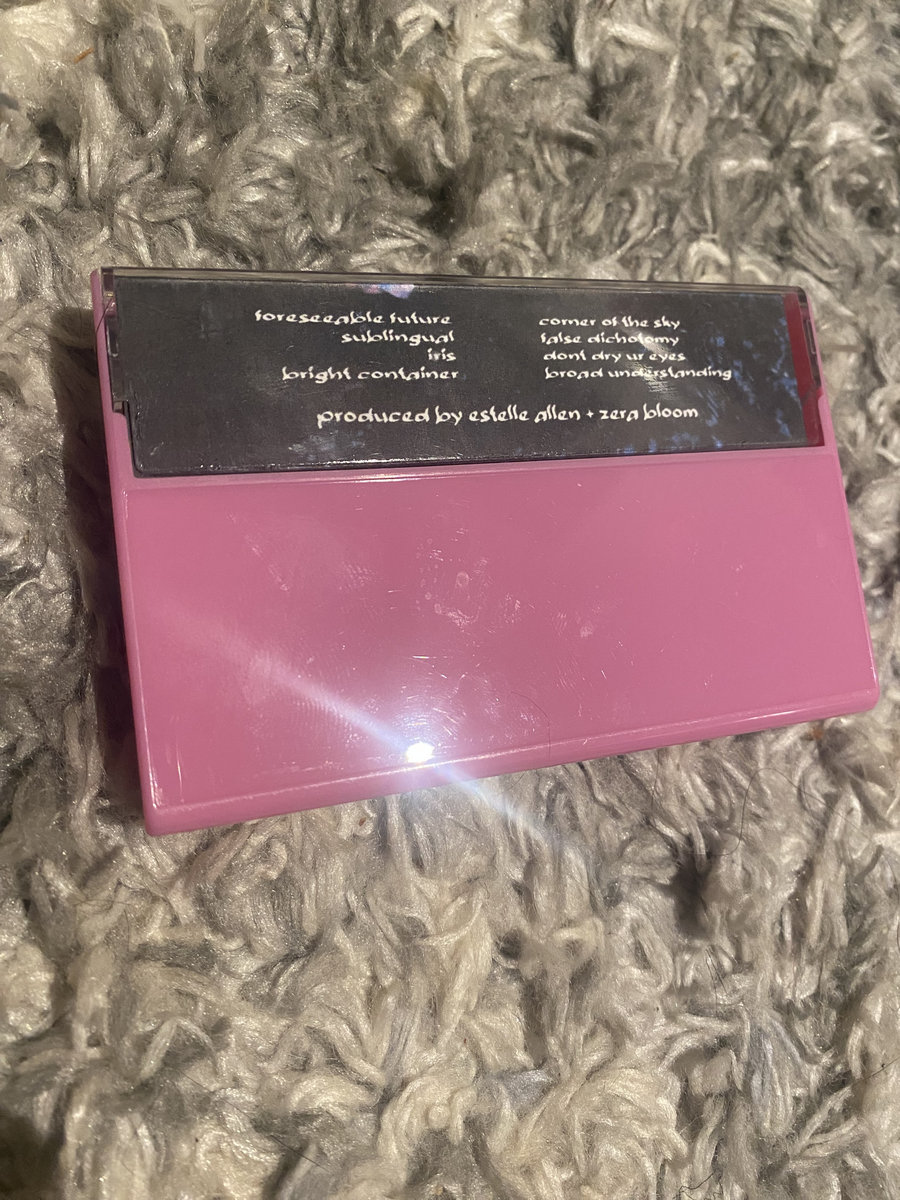 foreseeable future
sublingual
iris
bright container
corner of the sky
false dichotomy
dont dry ur eyes
broad understanding
produced by estelle allen + zera bloom